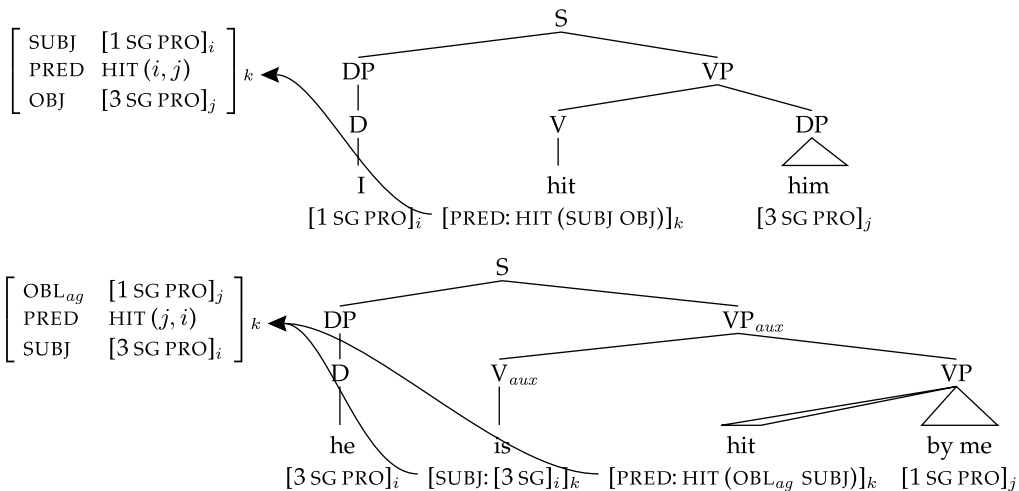 S
SUBJ [1 SG PRO]i
PRED HIT (i, j)
OBJ [3 SG PRO]j
k
DP VP
D V DP
I hit him
[1 SG PRO]i [PRED: HIT (SUBJ OBJ)]k [3 SG PRO]j
S
OBLag [1 SG PRO]j
PRED HIT (j, i)
SUBJ [3 SG PRO]i
k
DP VPaux
D Vaux VP
he is hit by me
[3 SG PRO]i [SUBJ: [3 SG]i]k [PRED: HIT (OBLag SUBJ)]k [1 SG PRO]j